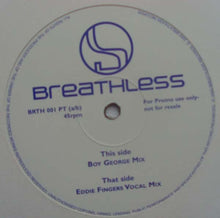 Breathless
BRTH 001 PT (a/b)
45rpm
For Promo use only-
not for resale
This side
Boy George Mix
That side
Eddie Fingers Vocal Mix